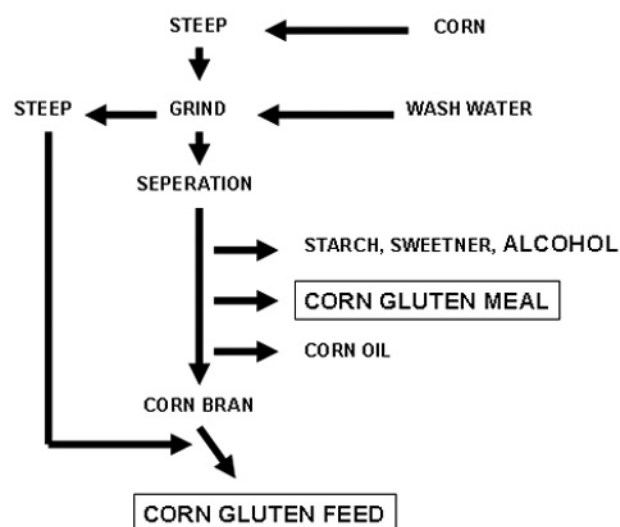 STEEP CORN
STEEP GRIND WASH WATER
SEPERATION
STARCH, SWEETNER, ALCOHOL
CORN GLUTEN MEAL
CORN OIL
CORN BRAN
CORN GLUTEN FEED